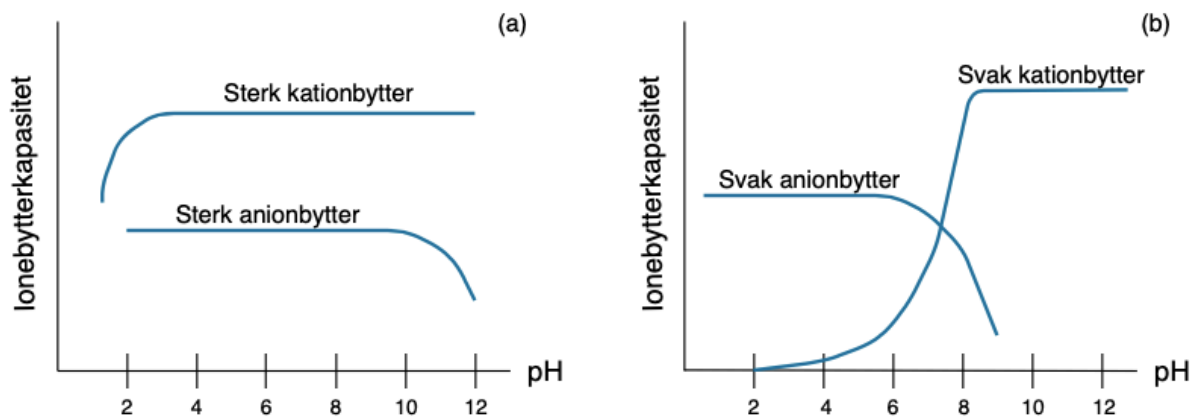 (a)
Ionebytterkapasitet
Sterk kationbytter
Sterk anionbytter
2 4 6 8 10 12
pH
(b)
Ionebytterkapasitet
Svak kationbytter
Svak anionbytter
2 4 6 8 10 12
pH